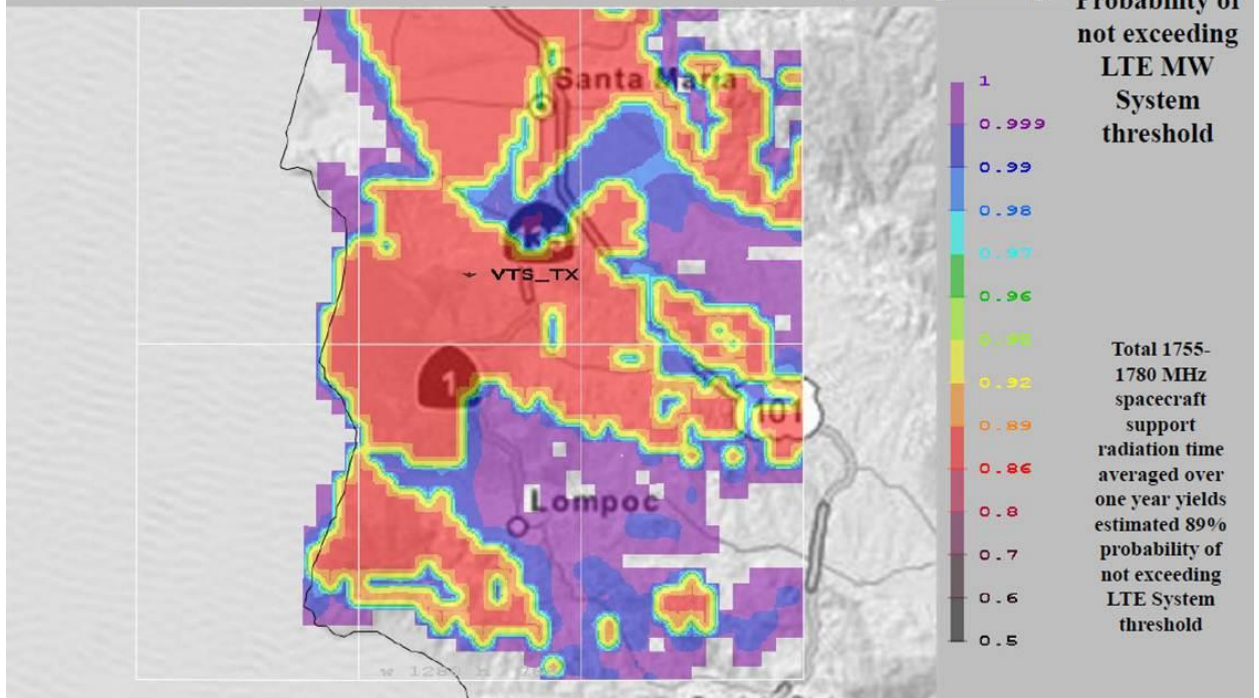 Probability of
not exceeding
LTE MW
System
threshold
Santa Maria
1
0.999
0.99
0.98
0.97
0.96
0.95
0.92
0.89
0.86
0.8
0.7
0.6
0.5
VTS_TX
1
101
Lompoc
Total 1755-
1780 MHz
spacecraft
support
radiation time
averaged over
one year yields
estimated 89%
probability of
not exceeding
LTE System
threshold